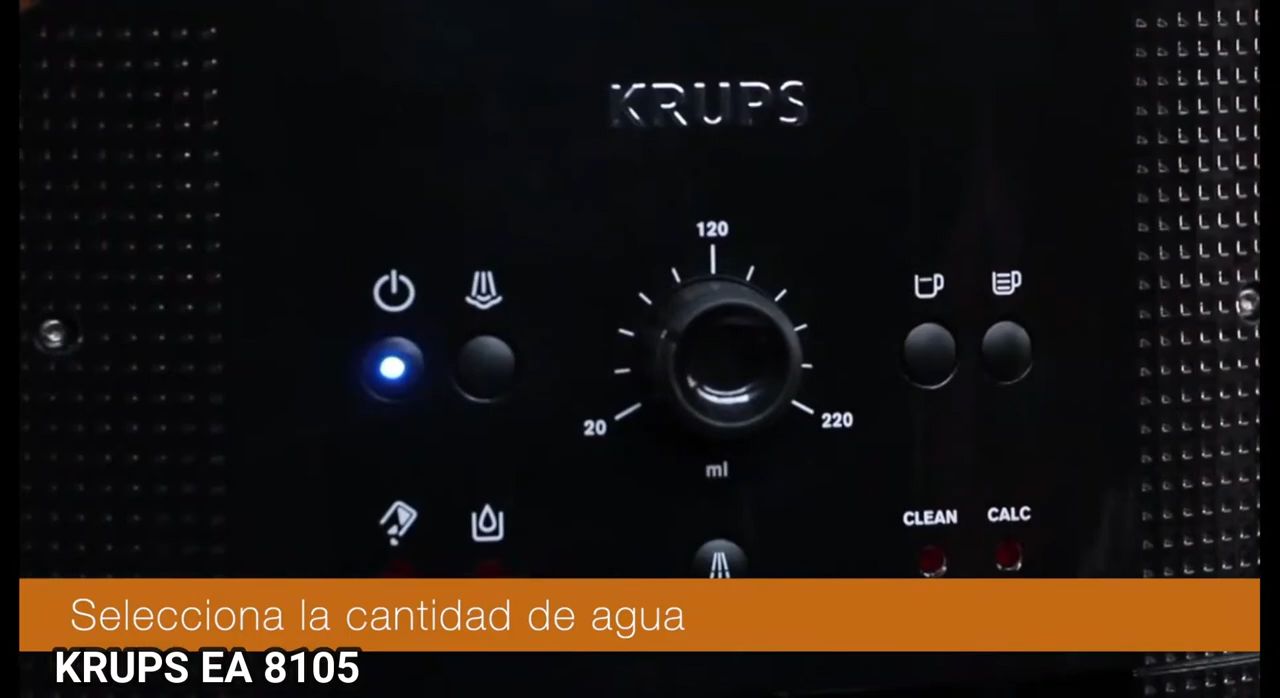 KRUPS
120
20
220
ml
CLEAN
CALC
Selecciona la cantidad de agua
KRUPS EA 8105